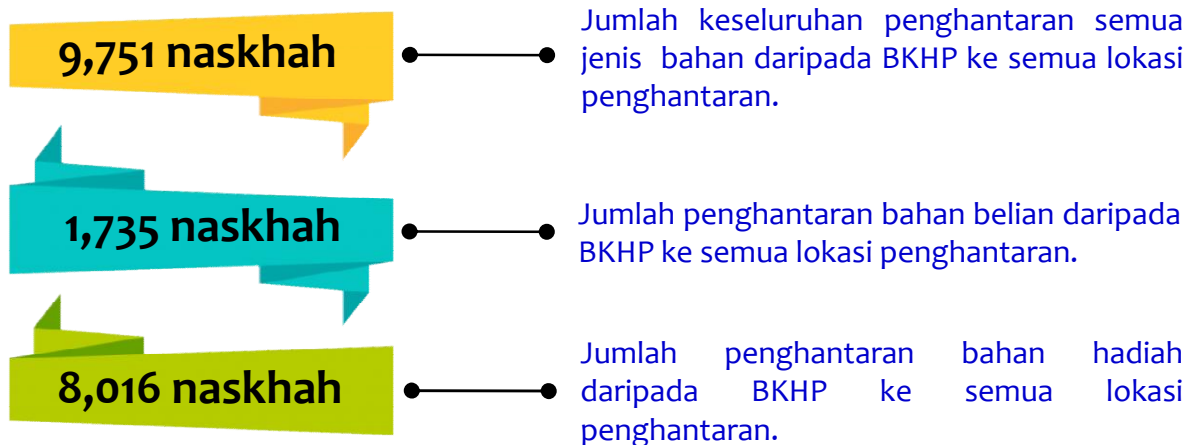 9,751 naskhah
Jumlah keseluruhan penghantaran semua
jenis bahan daripada BKHP ke semua lokasi
penghantaran.
1,735 naskhah
Jumlah penghantaran bahan belian daripada
BKHP ke semua lokasi penghantaran.
8,016 naskhah
Jumlah penghantaran bahan hadiah
daripada BKHP ke semua lokasi
penghantaran.